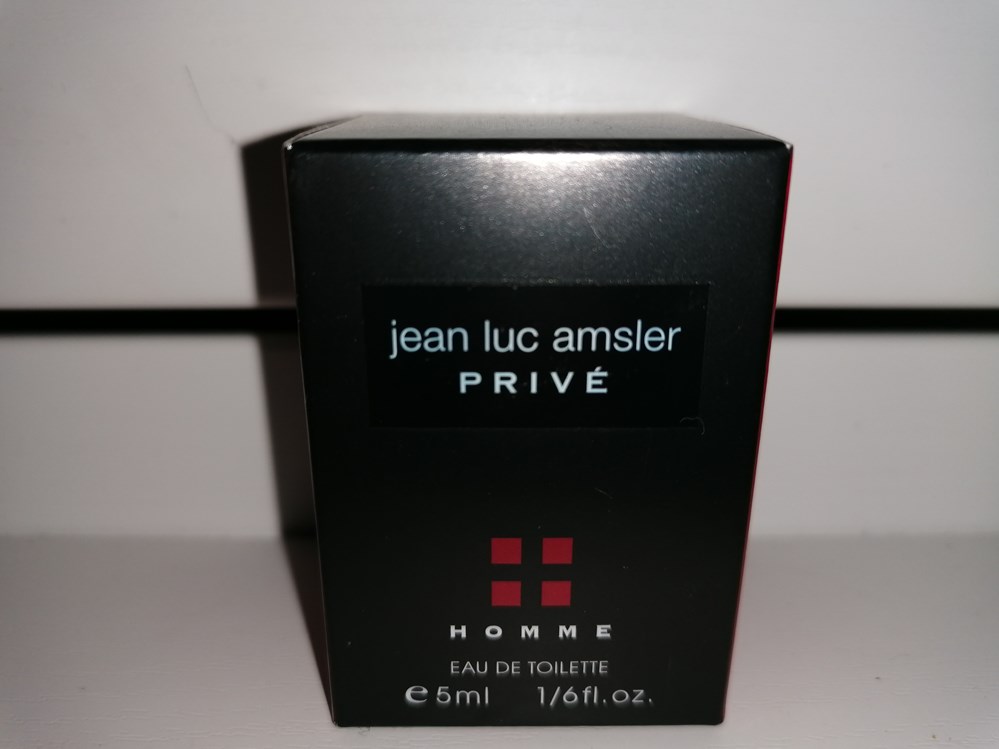 jean luc amsler
PRIVÉ
HOMME
EAU DE TOILETTE
℮5ml 1/6fl.oz.